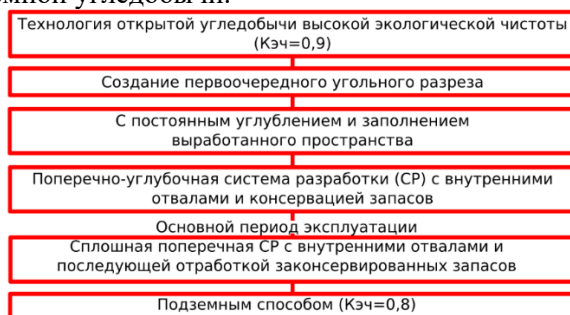 угледобычи.
Технология открытой угледобычи высокой экологической чистоты
(Кэч=0,9)
Создание первоочередного угольного разреза
С постоянным углублением и заполнением
выработанного пространства
Поперечно-углубочная система разработки (СР) с внутренними
отвалами и консервацией запасов
Основной период эксплуатации
Сплошная поперечная СР с внутренними отвалами и
последующей отработкой законсервированных запасов
Подземным способом (Кэч=0,8)